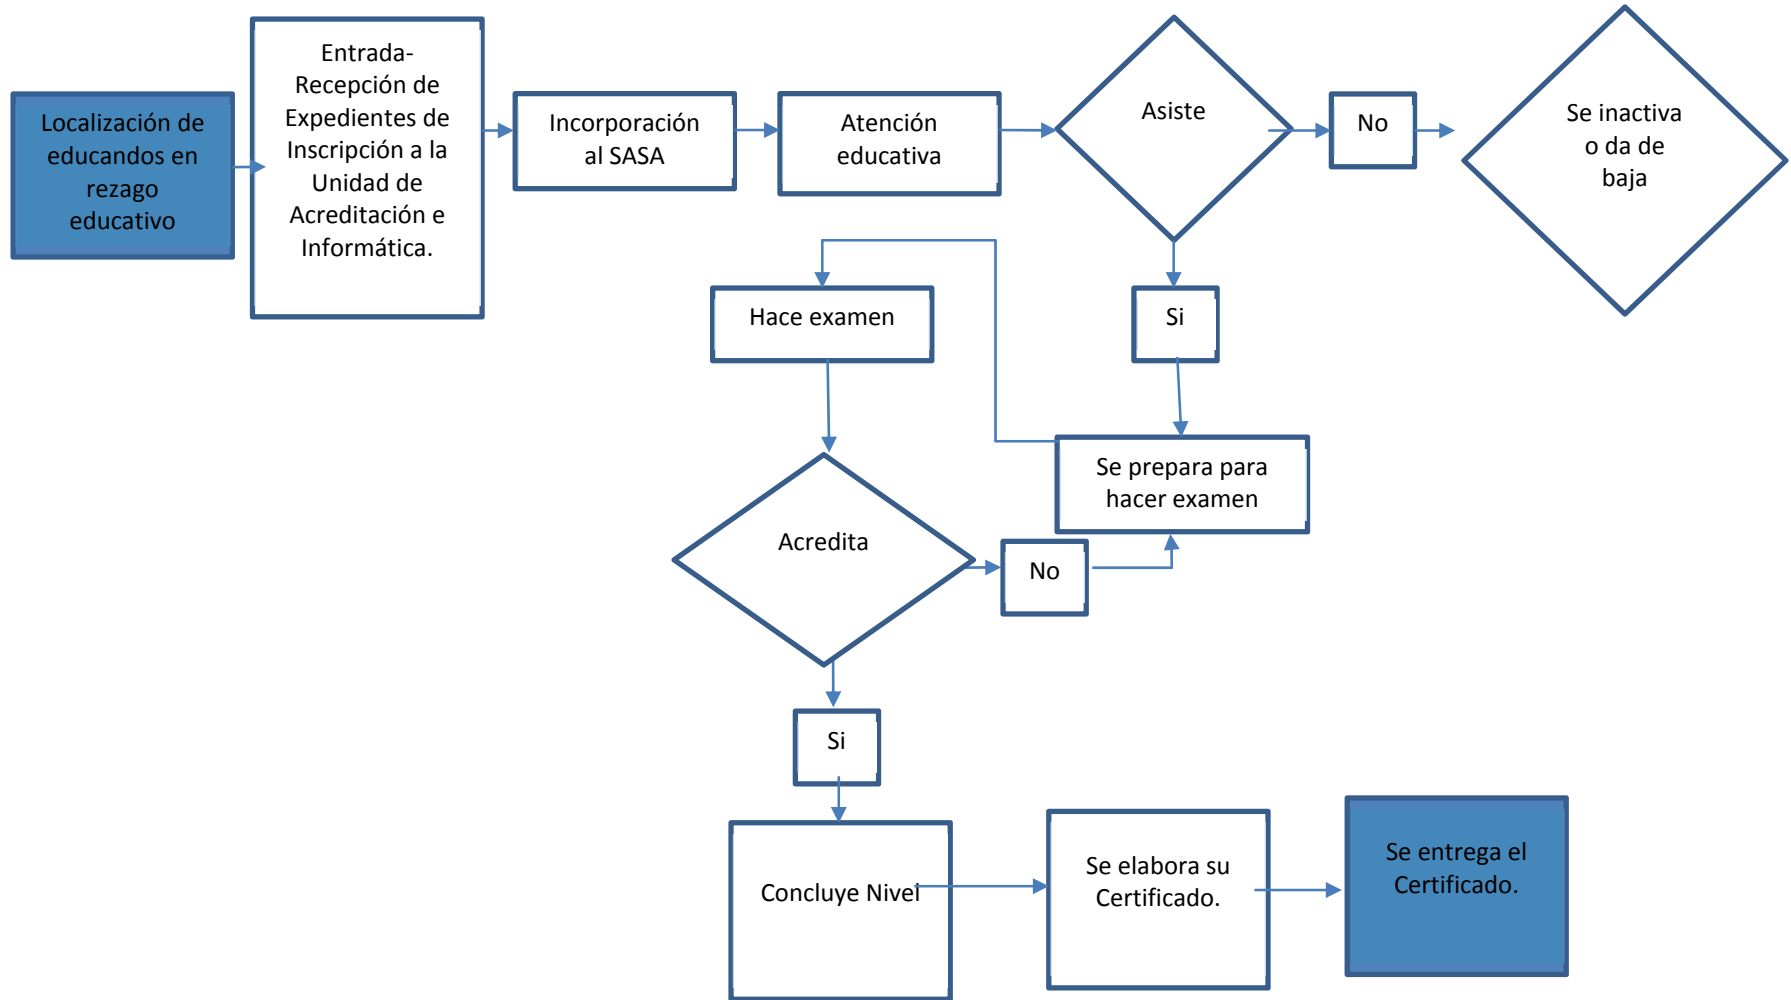 Localización de
educandos en
rezago
educativo
Entrada-
Recepción de
Expedientes de
Inscripción a la
Unidad de
Acreditación e
Informática.
Incorporación
al SASA
Atención
educativa
Asiste
No
Se inactiva
o da de
baja
Si
Se prepara para
hacer examen
Hace examen
Acredita
No
Si
Concluye Nivel
Se elabora su
Certificado.
Se entrega el
Certificado.